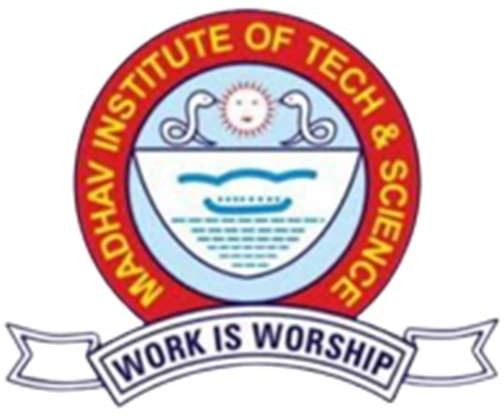 MADHAV INSTITUTE OF TECH & SCIENCE
WORK IS WORSHIP